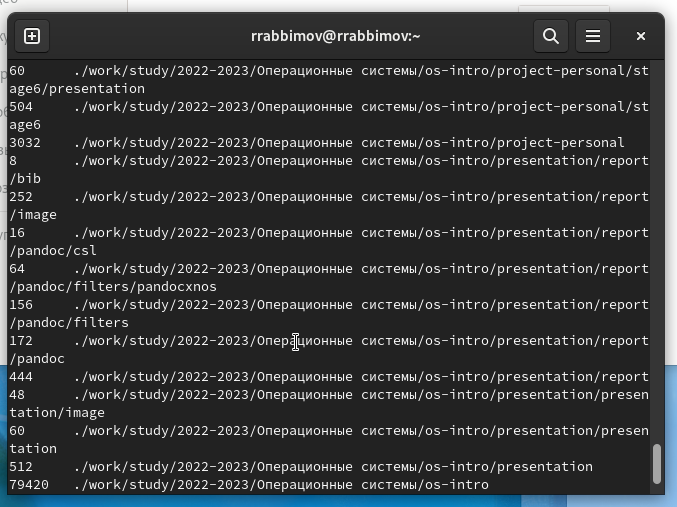 rrabbimov@rrabbimov:~
60 ./work/study/2022-2023/Операционные системы/os-intro/project-personal/st
age6/presentation
504 ./work/study/2022-2023/Операционные системы/os-intro/project-personal/st
age6
3032 ./work/study/2022-2023/Операционные системы/os-intro/project-personal
8 ./work/study/2022-2023/Операционные системы/os-intro/presentation/report
/bib
252 ./work/study/2022-2023/Операционные системы/os-intro/presentation/report
/image
16 ./work/study/2022-2023/Операционные системы/os-intro/presentation/report
/pandoc/csl
64 ./work/study/2022-2023/Операционные системы/os-intro/presentation/report
/pandoc/filters/pandocxnos
156 ./work/study/2022-2023/Операционные системы/os-intro/presentation/report
/pandoc/filters
172 ./work/study/2022-2023/Операционные системы/os-intro/presentation/report
/pandoc
444 ./work/study/2022-2023/Операционные системы/os-intro/presentation/report
48 ./work/study/2022-2023/Операционные системы/os-intro/presentation/presen
tation/image
60 ./work/study/2022-2023/Операционные системы/os-intro/presentation/presen
tation
512 ./work/study/2022-2023/Операционные системы/os-intro/presentation
79420 ./work/study/2022-2023/Операционные системы/os-intro